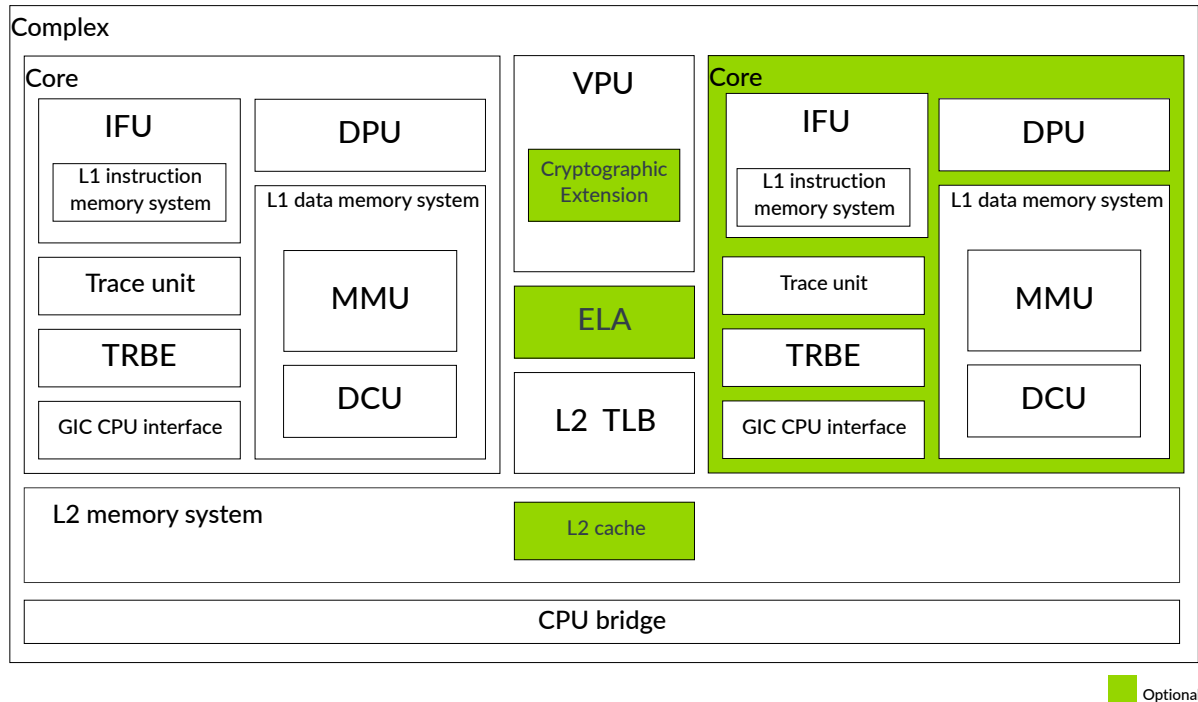 Complex
Core
IFU
L1 instruction
memory system
DPU
L1 data memory system
MMU
DCU
Trace unit
TRBE
GIC CPU interface
VPU
Cryptographic
Extension
ELA
L2 TLB
Core
IFU
L1 instruction
memory system
DPU
L1 data memory system
MMU
DCU
Trace unit
TRBE
GIC CPU interface
L2 memory system
L2 cache
CPU bridge
Optional